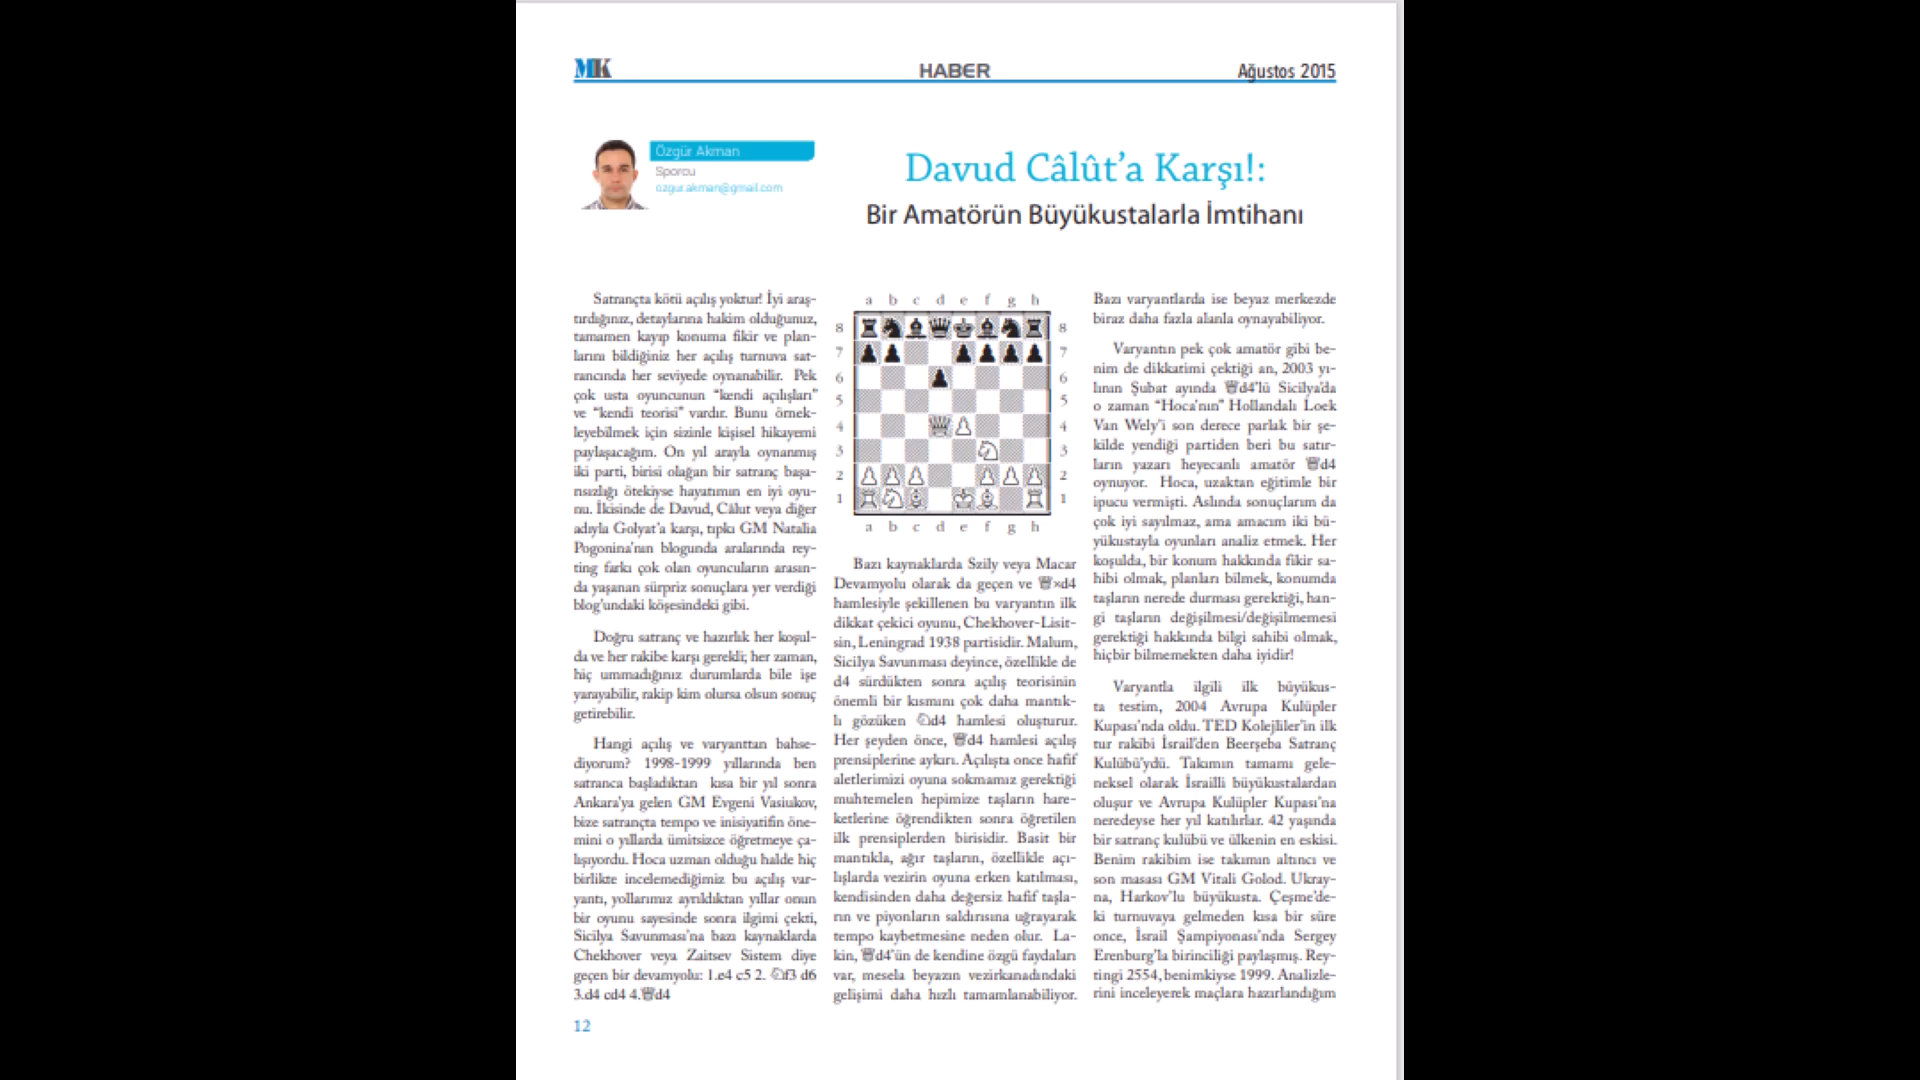 MK
HABER
Ağustos 2015
Özgür Akman
Sporcu
ozgur.akman@gmail.com
Davud Câlût’a Karşı!:
Bir Amatörün Büyükustalarla İmtihanı
Satrançta kötü açılış yoktur! İyi araş-
tırdığınız, detaylarına hakim olduğunuz,
tamamen kayıp konuma fikir ve plan-
larını bildiğiniz her açılış turnuva sat-
rancında her seviyede oynanabilir. Pek
çok usta oyuncunun “kendi açılışları”
ve “kendi teorisi” vardır. Bunu örnek-
leyebilmek için sizinle kişisel hikayemi
paylaşacağım. On yıl arayla oynanmış
iki parti, birisi olağan bir satranç başa-
rısızlığı ötekiyse hayatımın en iyi oyu-
nu. İkisinde de Davud, Câlut veya diğer
adıyla Golyat’a karşı, tıpkı GM Natalia
Pogonina’nın blogunda aralarında rey-
ting farkı çok olan oyuncuların arasın-
da yaşanan sürpriz sonuçlara yer verdiği
blog’undaki köşesindeki gibi.
Doğru satranç ve hazırlık her koşul-
da ve her rakibe karşı gerekli; her zaman,
hiç ummadığınız durumlarda bile işe
yarayabilir, rakip kim olursa olsun sonuç
getirebilir.
Hangi açılış ve varyanttan bahse-
diyorum? 1998-1999 yıllarında ben
satranca başladıktan kısa bir yıl sonra
Ankara’ya gelen GM Evgeni Vasiukov,
bize satrançta tempo ve inisiyatifin öne-
mini o yıllarda ümitsizce öğretmeye ça-
lışıyordu. Hoca uzman olduğu halde hiç
birlikte incelemediğimiz bu açılış var-
yantı, yollarımız ayrıldıktan yıllar onun
bir oyunu sayesinde sonra ilgimi çekti,
Sicilya Savunması’na bazı kaynaklarda
Chekhover veya Zaitsev Sistem diye
geçen bir devamyolu: 1.e4 c5 2. ♘f3 d6
3.d4 cd4 4.♕d4
a b c d e f g h
8 8
7 7
6 6
5 5
4 4
3 3
2 2
1 1
a b c d e f g h
Bazı kaynaklarda Szily veya Macar
Devamyolu olarak da geçen ve ♕×d4
hamlesiyle şekillenen bu varyantın ilk
dikkat çekici oyunu, Chekhover-Lisit-
sin, Leningrad 1938 partisidir. Malum,
Sicilya Savunması deyince, özellikle de
d4 sürdükten sonra açılış teorisinin
önemli bir kısmını çok daha mantık-
lı gözüken ♘d4 hamlesi oluşturur.
Her şeyden önce, ♕d4 hamlesi açılış
prensiplerine aykırı. Açılışta once hafif
aletlerimizi oyuna sokmamız gerektiği
muhtemelen hepimize taşların hare-
ketlerine öğrendikten sonra öğretilen
ilk prensiplerden birisidir. Basit bir
mantıkla, ağır taşların, özellikle açı-
lışlarda vezirin oyuna erken katılması,
kendisinden daha değersiz hafif taşla-
rın ve piyonların saldırısına uğrayarak
tempo kaybetmesine neden olur. La-
kin, ♕d4’ün de kendine özgü faydaları
var, mesela beyazın vezirkanadındaki
gelişimi daha hızlı tamamlanabiliyor.
Bazı varyantlarda ise beyaz merkezde
biraz daha fazla alanla oynayabiliyor.
Varyantın pek çok amatör gibi be-
nim de dikkatimi çektiği an, 2003 yı-
lının Şubat ayında ♕d4’lü Sicilya’da
o zaman “Hoca’nın” Hollandalı Loek
Van Wely’i son derece parlak bir şe-
kilde yendiği partiden beri bu satır-
ların yazarı heyecanlı amatör ♕d4
oynuyor. Hoca, uzaktan eğitimle bir
ipucu vermişti. Aslında sonuçlarım da
çok iyi sayılmaz, ama amacım iki bü-
yükustayla oyunları analiz etmek. Her
koşulda, bir konum hakkında fikir sa-
hibi olmak, planları bilmek, konumda
taşların nerede durması gerektiği, han-
gi taşların değişilmesi/değişilmemesi
gerektiği hakkında bilgi sahibi olmak,
hiçbir bilmemekten daha iyidir!
Varyantla ilgili ilk büyükus-
ta testim, 2004 Avrupa Kulüpler
Kupası’nda oldu. TED Kolejliler’in ilk
tur rakibi İsrail’den Beerşeba Satranç
Kulübü’ydü. Takımın tamamı gele-
neksel olarak İsrailli büyükustalardan
oluşur ve Avrupa Kulüpler Kupası’na
neredeyse her yıl katılırlar. 42 yaşında
bir satranç kulübü ve ülkenin en eskisi.
Benim rakibim ise takımın altıncı ve
son masası GM Vitali Golod. Ukray-
na, Harkov’lu büyükusta. Çeşme’de-
ki turnuvaya gelmeden kısa bir süre
once, İsrail Şampiyonası’nda Sergey
Erenburg’la birinciliği paylaşmış. Rey-
tingi 2554, benimkiyse 1999. Analizle-
rini inceleyerek maçlara hazırlandığım
12